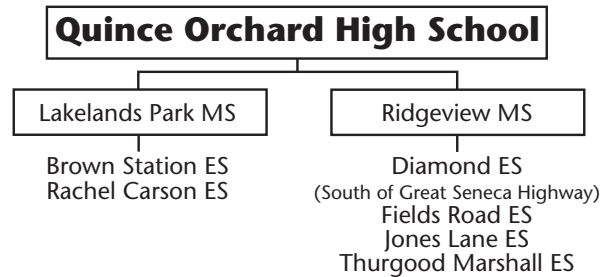 Quince Orchard High School
Lakelands Park MS
Brown Station ES
Rachel Carson ES
Ridgeview MS
Diamond ES
(South of Great Seneca Highway)
Fields Road ES
Jones Lane ES
Thurgood Marshall ES